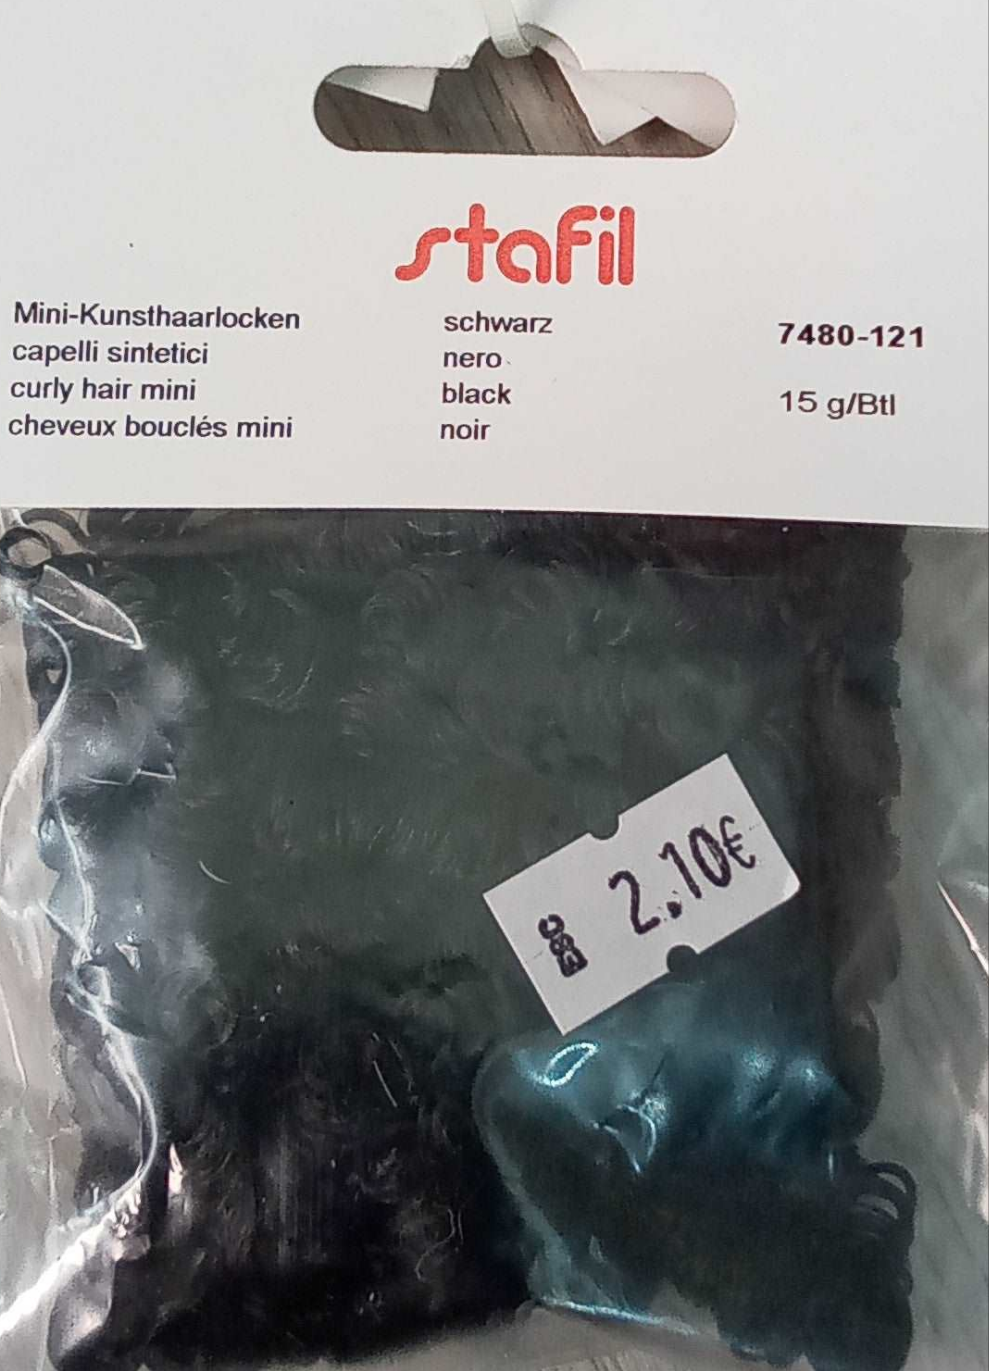 stafil
Mini-Kunsthaarlocken schwarz 7480-121
capelli sintetici nero
curly hair mini black 15 g/Btl
cheveux bouclés mini noir
2.10€